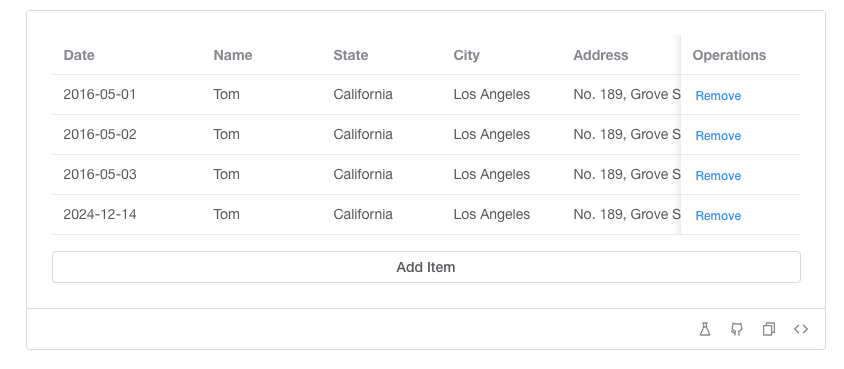 Date Name State City Address Operations
2016-05-01 Tom California Los Angeles No. 189, Grove S Remove
2016-05-02 Tom California Los Angeles No. 189, Grove S Remove
2016-05-03 Tom California Los Angeles No. 189, Grove S Remove
2024-12-14 Tom California Los Angeles No. 189, Grove S Remove
Add Item